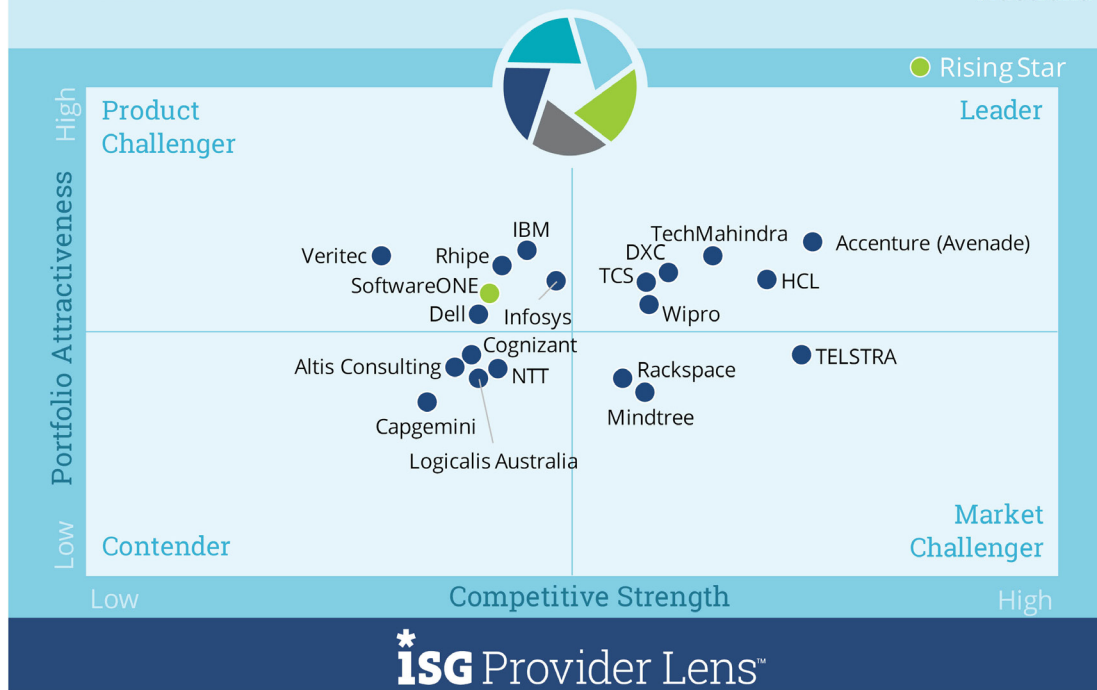 Rising Star
High
Product
Challenger
Leader
IBM
TechMahindra
Veritec
Rhipe
DXC
Accenture (Avenade)
SoftwareONE
TCS
HCL
Dell
Infosys
Wipro
Portfolio Attractiveness
Cognizant
TELSTRA
Altis Consulting
NTT
Rackspace
Capgemini
Mindtree
Logicalis Australia
Low
Contender
Market
Challenger
Low
Competitive Strength
High
*ISG Provider Lens™